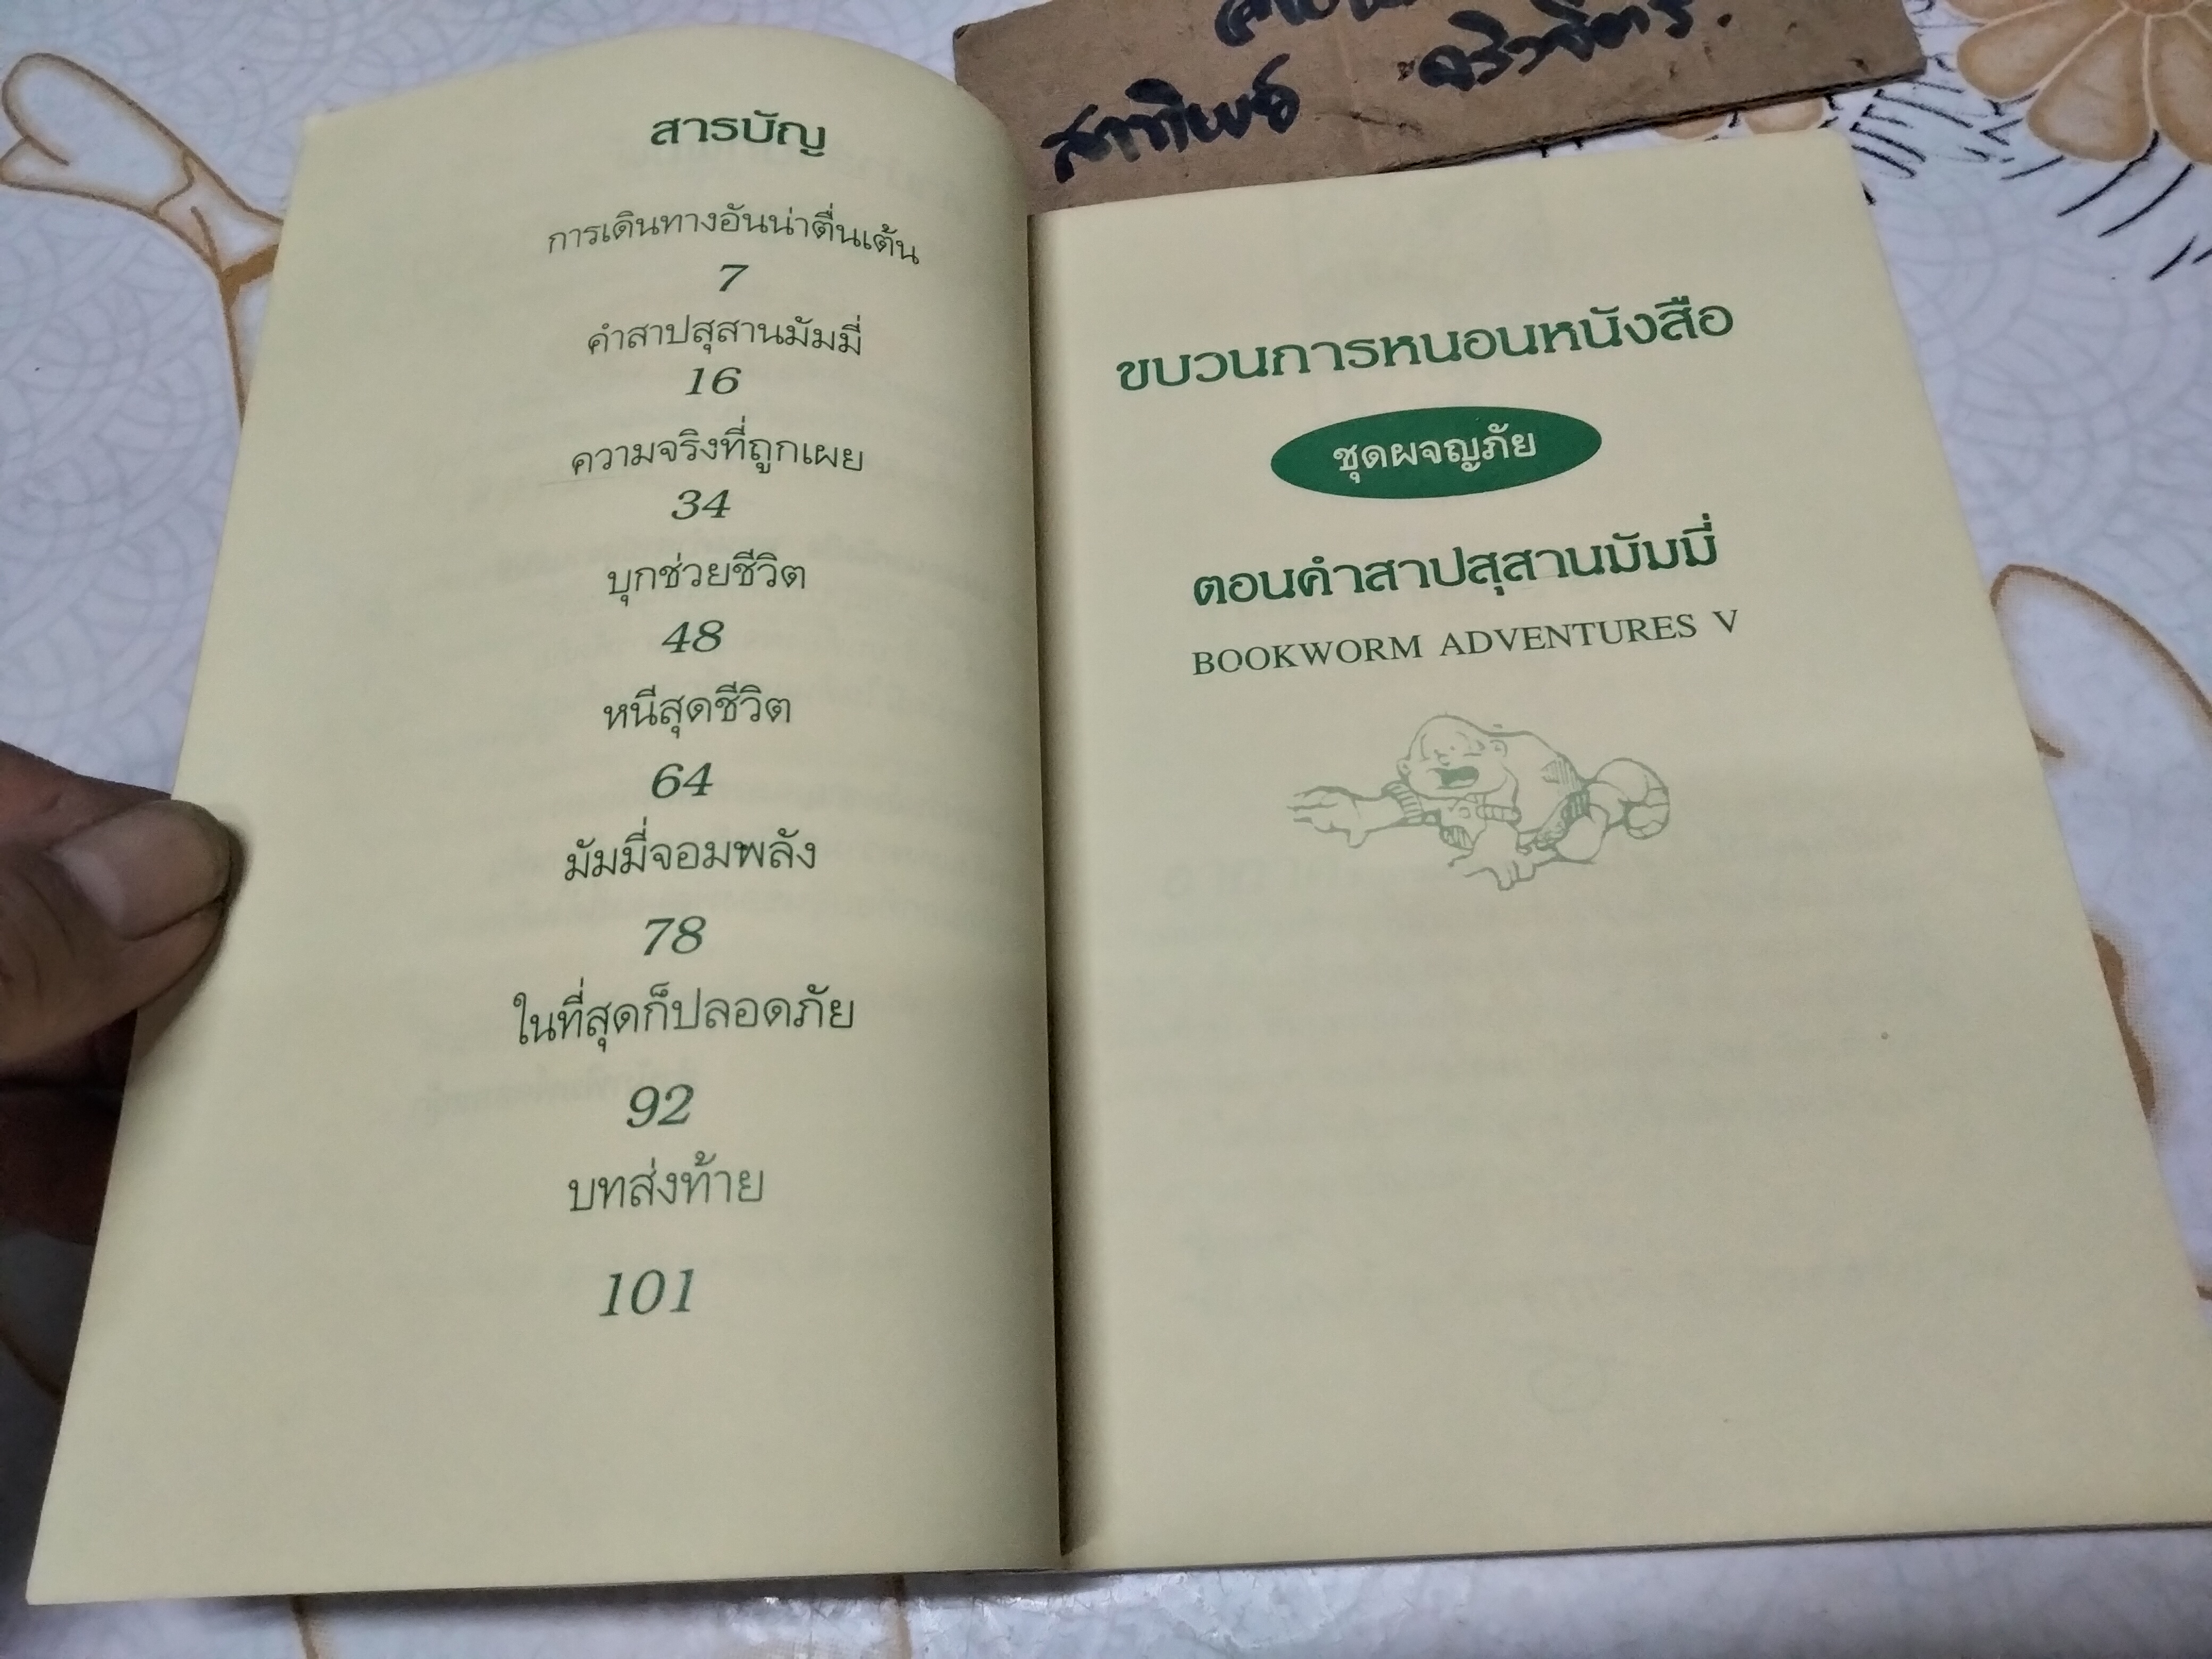 สารบัญ
การเดินทางอันน่าตื่นเต้น
7
คำสาปสุสานมัมมี่
16
ความจริงที่ถูกเผย
34
บุกช่วยชีวิต
48
หนีสุดชีวิต
64
มัมมี่จอมพลัง
78
ในที่สุดก็ปลอดภัย
92
บทส่งท้าย
101
ขบวนการหนอนหนังสือ
ชุดผจญภัย
ตอนคำสาปสุสานมัมมี่
BOOKWORM ADVENTURES V